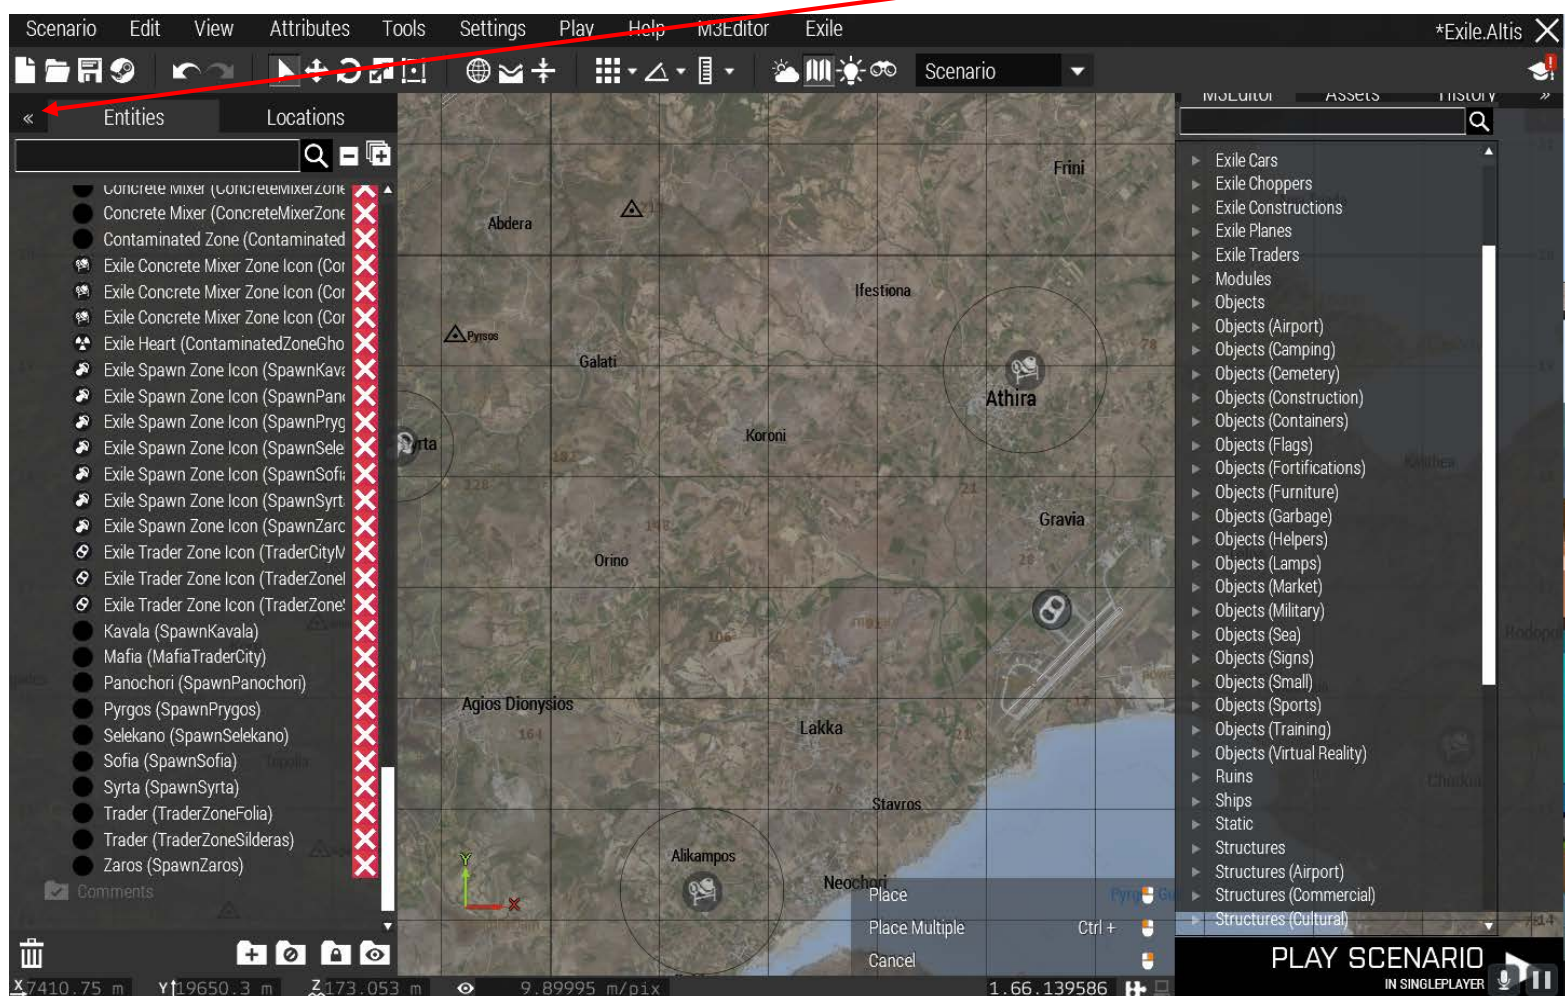 Scenario Edit View Attributes Tools Settings Play Help M3Editor Exile *Exile.Altis
Scenario
« Entities Locations
Concrete Mixer (ConcreteMixerZone
Concrete Mixer (ConcreteMixerZone
Contaminated Zone (Contaminated
Exile Concrete Mixer Zone Icon (Cor
Exile Concrete Mixer Zone Icon (Cor
Exile Concrete Mixer Zone Icon (Cor
Exile Heart (ContaminatedZoneGho
Exile Spawn Zone Icon (SpawnKava
Exile Spawn Zone Icon (SpawnPan
Exile Spawn Zone Icon (SpawnPryg
Exile Spawn Zone Icon (SpawnSele
Exile Spawn Zone Icon (SpawnSofi
Exile Spawn Zone Icon (SpawnSyrt
Exile Spawn Zone Icon (SpawnZaro
Exile Trader Zone Icon (TraderCityM
Exile Trader Zone Icon (TraderZone
Exile Trader Zone Icon (TraderZone
Kavala (SpawnKavala)
Mafia (MafiaTraderCity)
Panochori (SpawnPanochori)
Pyrgos (SpawnPrygos)
Selekano (SpawnSelekano)
Sofia (SpawnSofia)
Syrta (SpawnSyrta)
Trader (TraderZoneFolia)
Trader (TraderZoneSilderas)
Zaros (SpawnZaros)
Comments
Frini
Abdera
Ifestiona
Pyrsos
Galati
Athira
Koroni
Gravia
Orino
Agios Dionysios
164
Lakka
Stavros
Alikampos
Neochori
Y
X
Place
Place Multiple Ctrl +
Cancel
M3Editor Assets History »
Exile Cars
Exile Choppers
Exile Constructions
Exile Planes
Exile Traders
Modules
Objects
Objects (Airport)
Objects (Camping)
Objects (Cemetery)
Objects (Construction)
Objects (Containers)
Objects (Flags)
Objects (Fortifications)
Objects (Furniture)
Objects (Garbage)
Objects (Helpers)
Objects (Lamps)
Objects (Market)
Objects (Military)
Objects (Sea)
Objects (Signs)
Objects (Small)
Objects (Sports)
Objects (Training)
Objects (Virtual Reality)
Ruins
Ships
Static
Structures
Structures (Airport)
Structures (Commercial)
Structures (Cultural)
PLAY SCENARIO
IN SINGLEPLAYER
X 7410.75 m Y 19650.3 m Z 173.053 m 9.89995 m/pix 1.66.139586